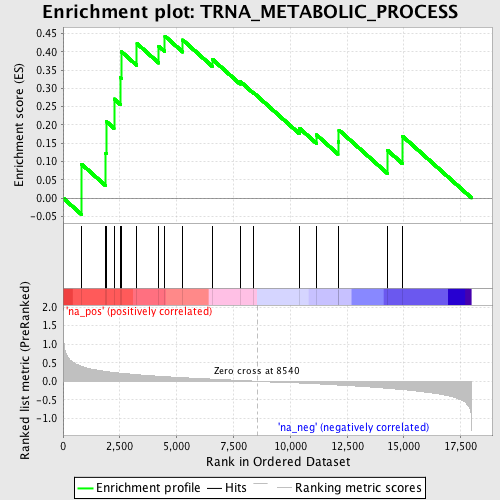 Enrichment plot: TRNA_METABOLIC_PROCESS
Enrichment score (ES)
0.45
0.40
0.35
0.30
0.25
0.20
0.15
0.10
0.05
0.00
-0.05
'na_pos' (positively correlated)
Ranked list metric (PreRanked)
2.0
1.5
1.0
0.5
0.0
-0.5
-1.0
Zero cross at 8540
'na_neg' (negatively correlated)
0 2,500 5,000 7,500 10,000 12,500 15,000 17,500
Rank in Ordered Dataset
Enrichment profile Hits Ranking metric scores